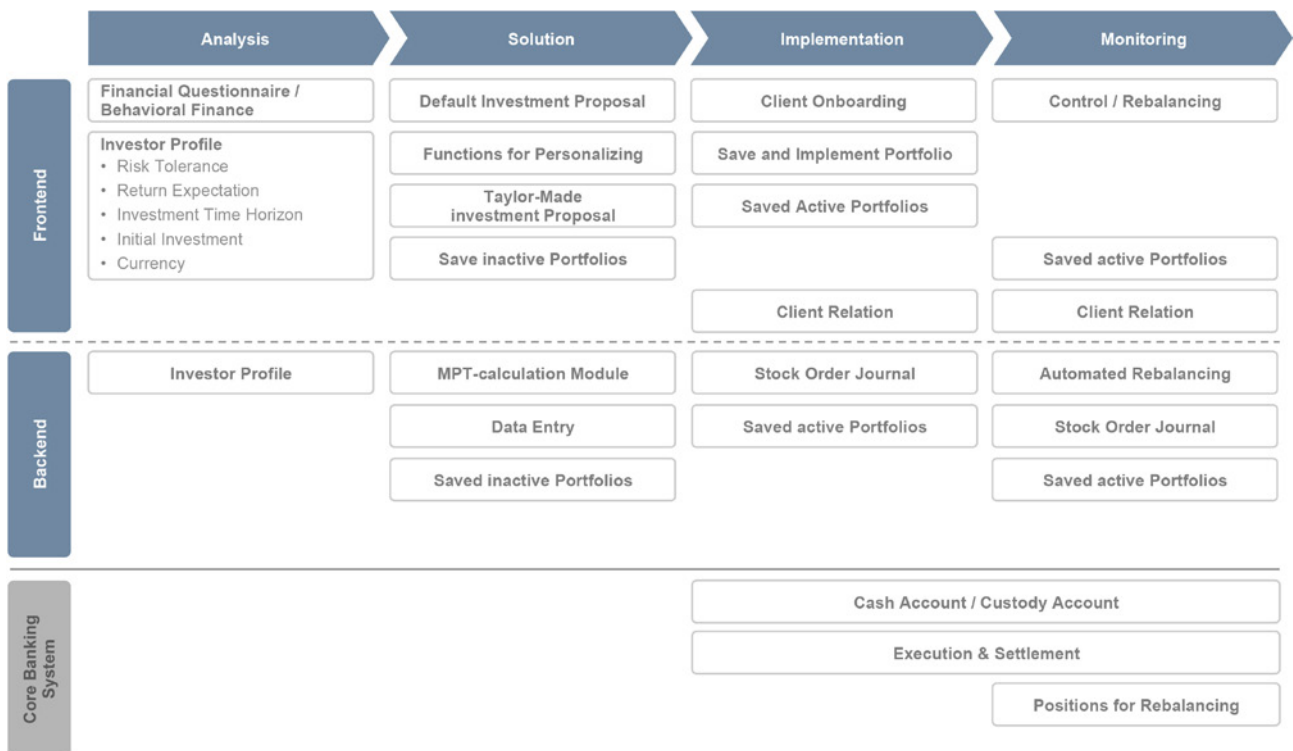 Analysis
Solution
Implementation
Monitoring
Frontend
Financial Questionnaire /
Behavioral Finance
Default Investment Proposal
Client Onboarding
Control / Rebalancing
Investor Profile
• Risk Tolerance
• Return Expectation
• Investment Time Horizon
• Initial Investment
• Currency
Functions for Personalizing
Save and Implement Portfolio
Taylor-Made
investment Proposal
Saved Active Portfolios
Save inactive Portfolios
Saved active Portfolios
Client Relation
Client Relation
Backend
Investor Profile
MPT-calculation Module
Stock Order Journal
Automated Rebalancing
Data Entry
Saved active Portfolios
Stock Order Journal
Saved inactive Portfolios
Saved active Portfolios
Core Banking
System
Cash Account / Custody Account
Execution & Settlement
Positions for Rebalancing